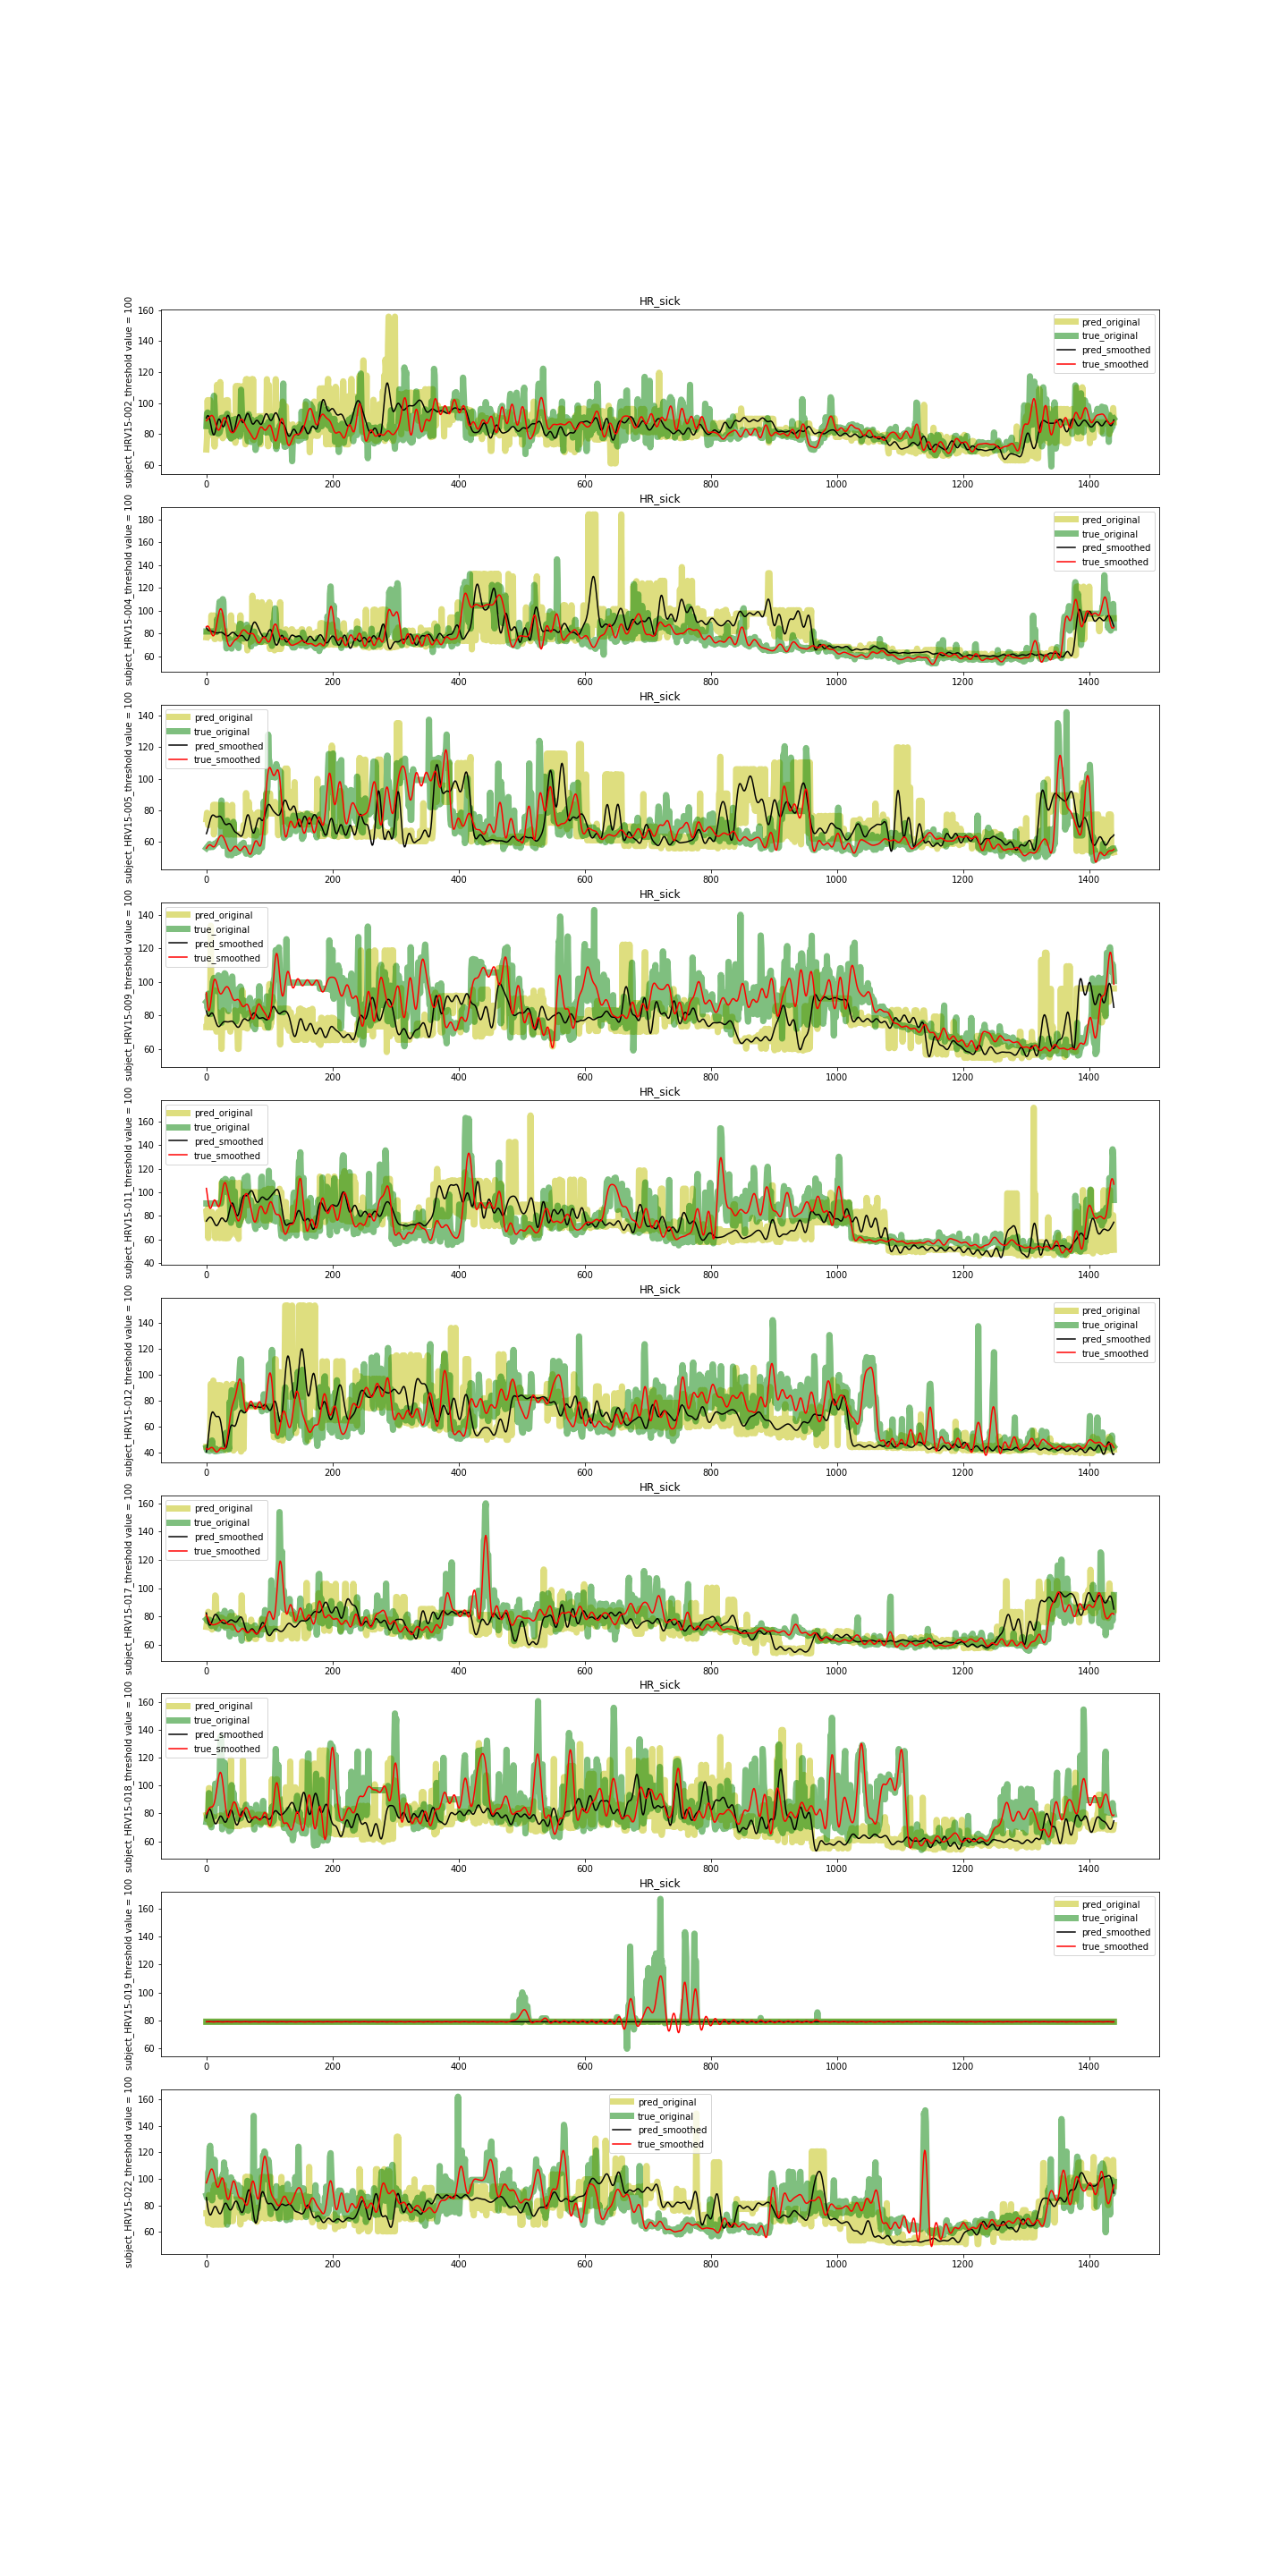 HR_sick
subject_HRV15-002_threshold value = 100
160
140
120
100
80
60
pred_original
true_original
pred_smoothed
true_smoothed
0 200 400 600 800 1000 1200 1400
HR_sick
subject_HRV15-004_threshold value = 100
180
160
140
120
100
80
60
pred_original
true_original
pred_smoothed
true_smoothed
0 200 400 600 800 1000 1200 1400
HR_sick
subject_HRV15-005_threshold value = 100
140
120
100
80
60
pred_original
true_original
pred_smoothed
true_smoothed
0 200 400 600 800 1000 1200 1400
HR_sick
subject_HRV15-009_threshold value = 100
140
120
100
80
60
pred_original
true_original
pred_smoothed
true_smoothed
0 200 400 600 800 1000 1200 1400
HR_sick
subject_HRV15-011_threshold value = 100
160
140
120
100
80
60
40
pred_original
true_original
pred_smoothed
true_smoothed
0 200 400 600 800 1000 1200 1400
HR_sick
subject_HRV15-012_threshold value = 100
140
120
100
80
60
40
pred_original
true_original
pred_smoothed
true_smoothed
0 200 400 600 800 1000 1200 1400
HR_sick
subject_HRV15-017_threshold value = 100
160
140
120
100
80
60
pred_original
true_original
pred_smoothed
true_smoothed
0 200 400 600 800 1000 1200 1400
HR_sick
subject_HRV15-018_threshold value = 100
160
140
120
100
80
60
pred_original
true_original
pred_smoothed
true_smoothed
0 200 400 600 800 1000 1200 1400
HR_sick
subject_HRV15-019_threshold value = 100
160
140
120
100
80
60
pred_original
true_original
pred_smoothed
true_smoothed
0 200 400 600 800 1000 1200 1400
subject_HRV15-022_threshold value = 100
160
140
120
100
80
60
pred_original
true_original
pred_smoothed
true_smoothed
0 200 400 600 800 1000 1200 1400